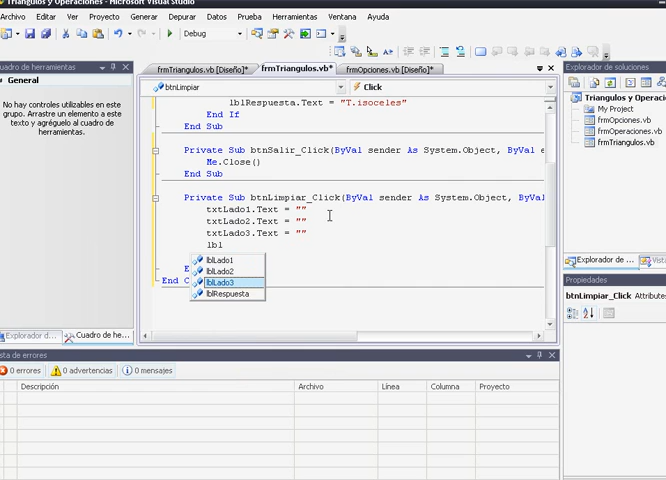 Triangulos y Operaciones - Microsoft Visual Studio
Archivo Editar Ver Proyecto Generar Depurar Datos Prueba Herramientas Ventana Ayuda
Debug
Cuadro de herramientas
General
No hay controles utilizables en este
grupo. Arrastre un elemento a este
texto y agréguelo al cuadro de
herramientas.
Explorador d... Cuadro de he...
frmTriangulos.vb [Diseño]* frmTriangulos.vb* frmOpciones.vb [Diseño]*
btnLimpiar Click
lblRespuesta.Text = "T.isoceles"
End If
End Sub
Private Sub btnSalir_Click(ByVal sender As System.Object, ByVal e
Me.Close()
End Sub
Private Sub btnLimpiar_Click(ByVal sender As System.Object, ByVal
txtLado1.Text = ""
txtLado2.Text = ""
txtLado3.Text = ""
lbl
lblLado1
lblLado2
lblLado3
lblRespuesta
E
End C
Explorador de soluciones
Triangulos y Operacio
My Project
frmOpciones.vb
frmOperaciones.vb
frmTriangulos.vb
Explorador de ... Vista
Propiedades
btnLimpiar_Click Attributes
sta de errores
0 errores 0 advertencias 0 mensajes
Descripción Archivo Línea Columna Proyecto